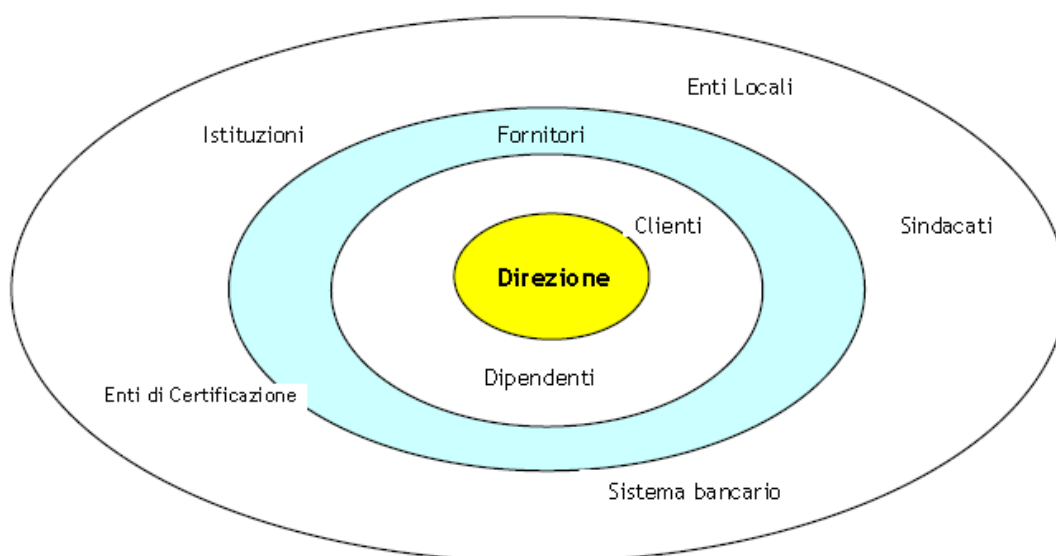 Enti Locali
Istituzioni
Fornitori
Clienti
Sindacati
Direzione
Dipendenti
Enti di Certificazione
Sistema bancario